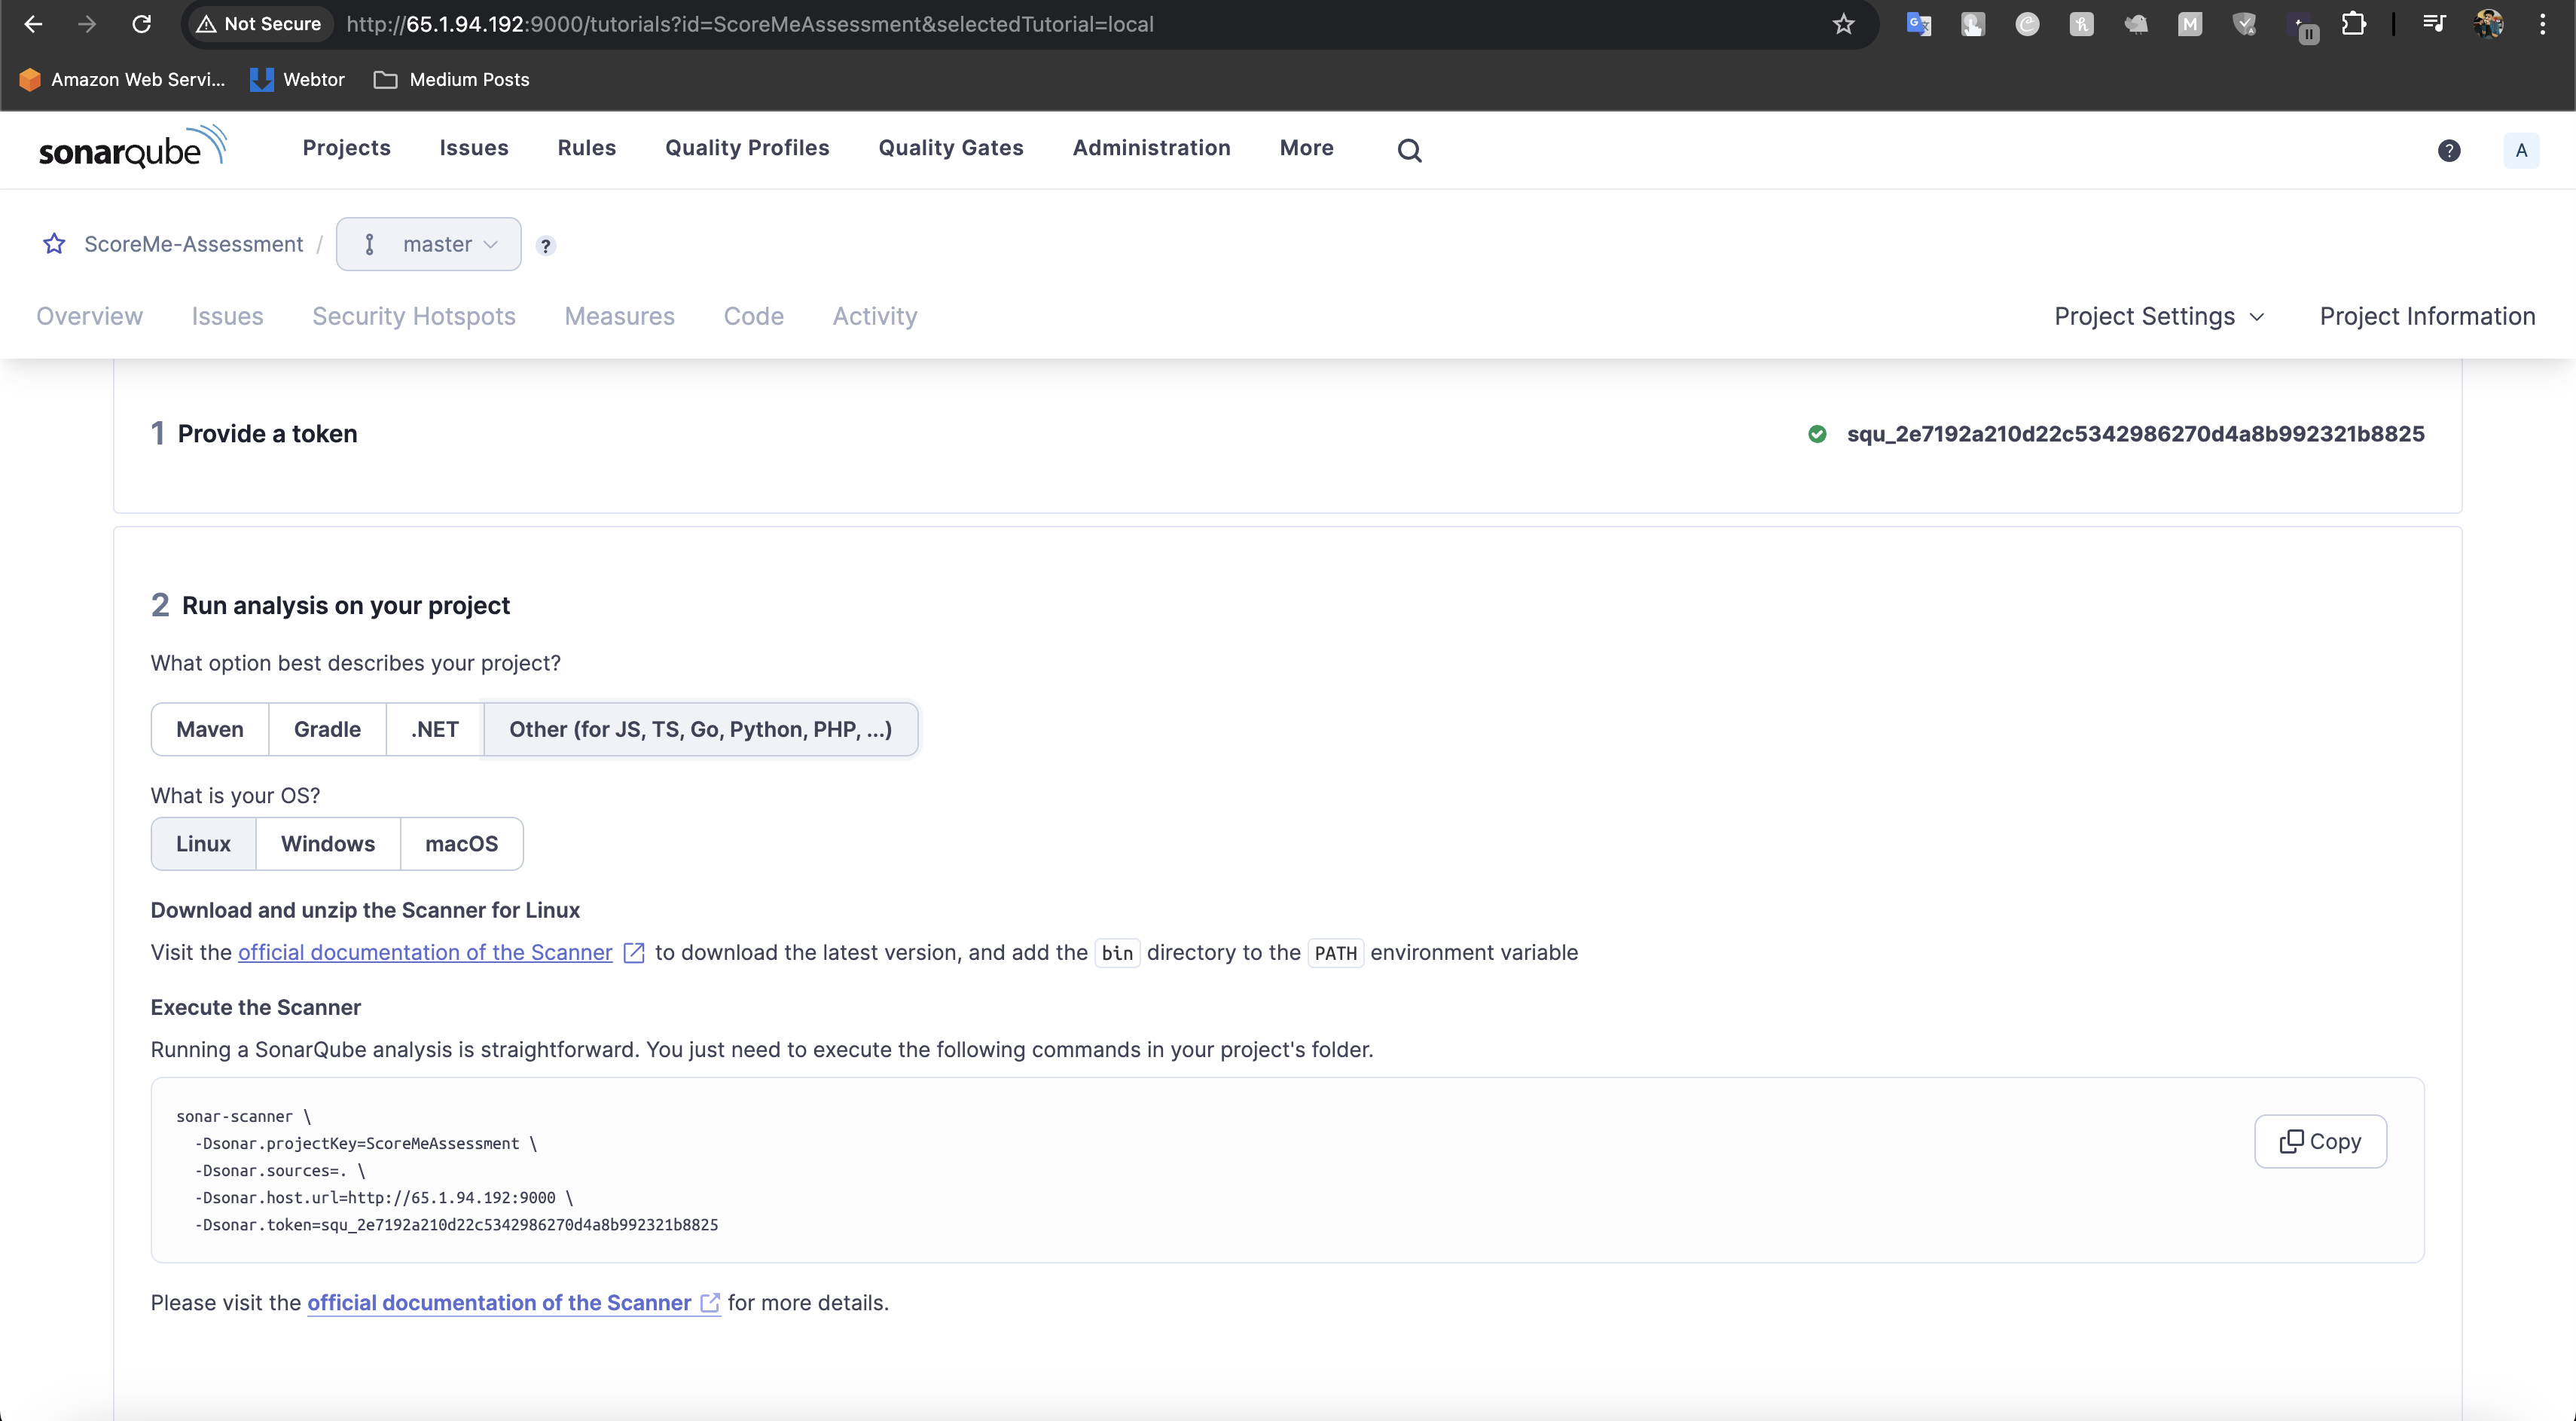 Not Secure http://65.1.94.192:9000/tutorials?id=ScoreMeAssessment&selectedTutorial=local
Amazon Web Servi... Webtor Medium Posts
sonarqube Projects Issues Rules Quality Profiles Quality Gates Administration More ? A
ScoreMe-Assessment / master ?
Overview Issues Security Hotspots Measures Code Activity Project Settings Project Information
1 Provide a token squ_2e7192a210d22c5342986270d4a8b992321b8825
2 Run analysis on your project
What option best describes your project?
Maven Gradle .NET Other (for JS, TS, Go, Python, PHP, ...)
What is your OS?
Linux Windows macOS
Download and unzip the Scanner for Linux
Visit the official documentation of the Scanner to download the latest version, and add the bin directory to the PATH environment variable
Execute the Scanner
Running a SonarQube analysis is straightforward. You just need to execute the following commands in your project's folder.
sonar-scanner \
-Dsonar.projectKey=ScoreMeAssessment \
-Dsonar.sources=. \
-Dsonar.host.url=http://65.1.94.192:9000 \
-Dsonar.token=squ_2e7192a210d22c5342986270d4a8b992321b8825
Copy
Please visit the official documentation of the Scanner for more details.